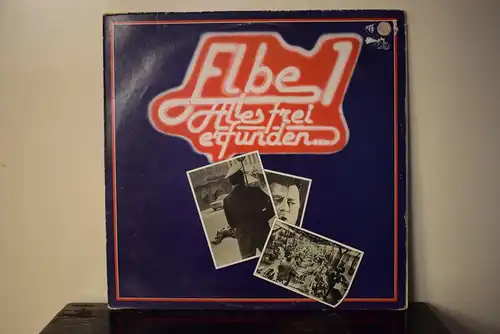 Elbe 1
Alles frei
erfunden...